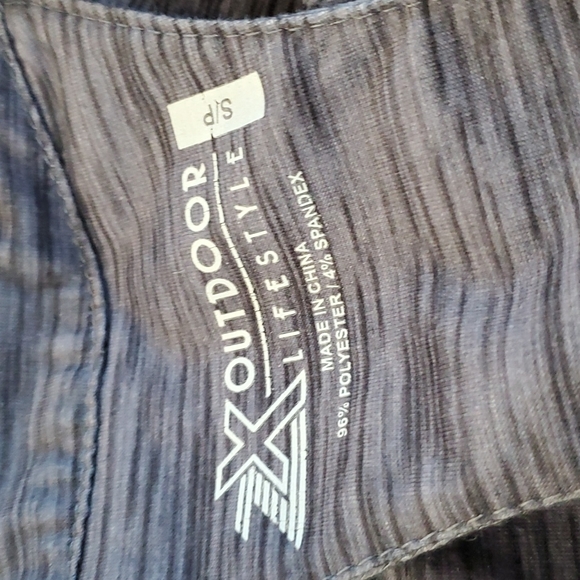 X OUTDOOR
LIFESTYLE
MADE IN CHINA
96% POLYESTER / 4% SPANDEX
S/P